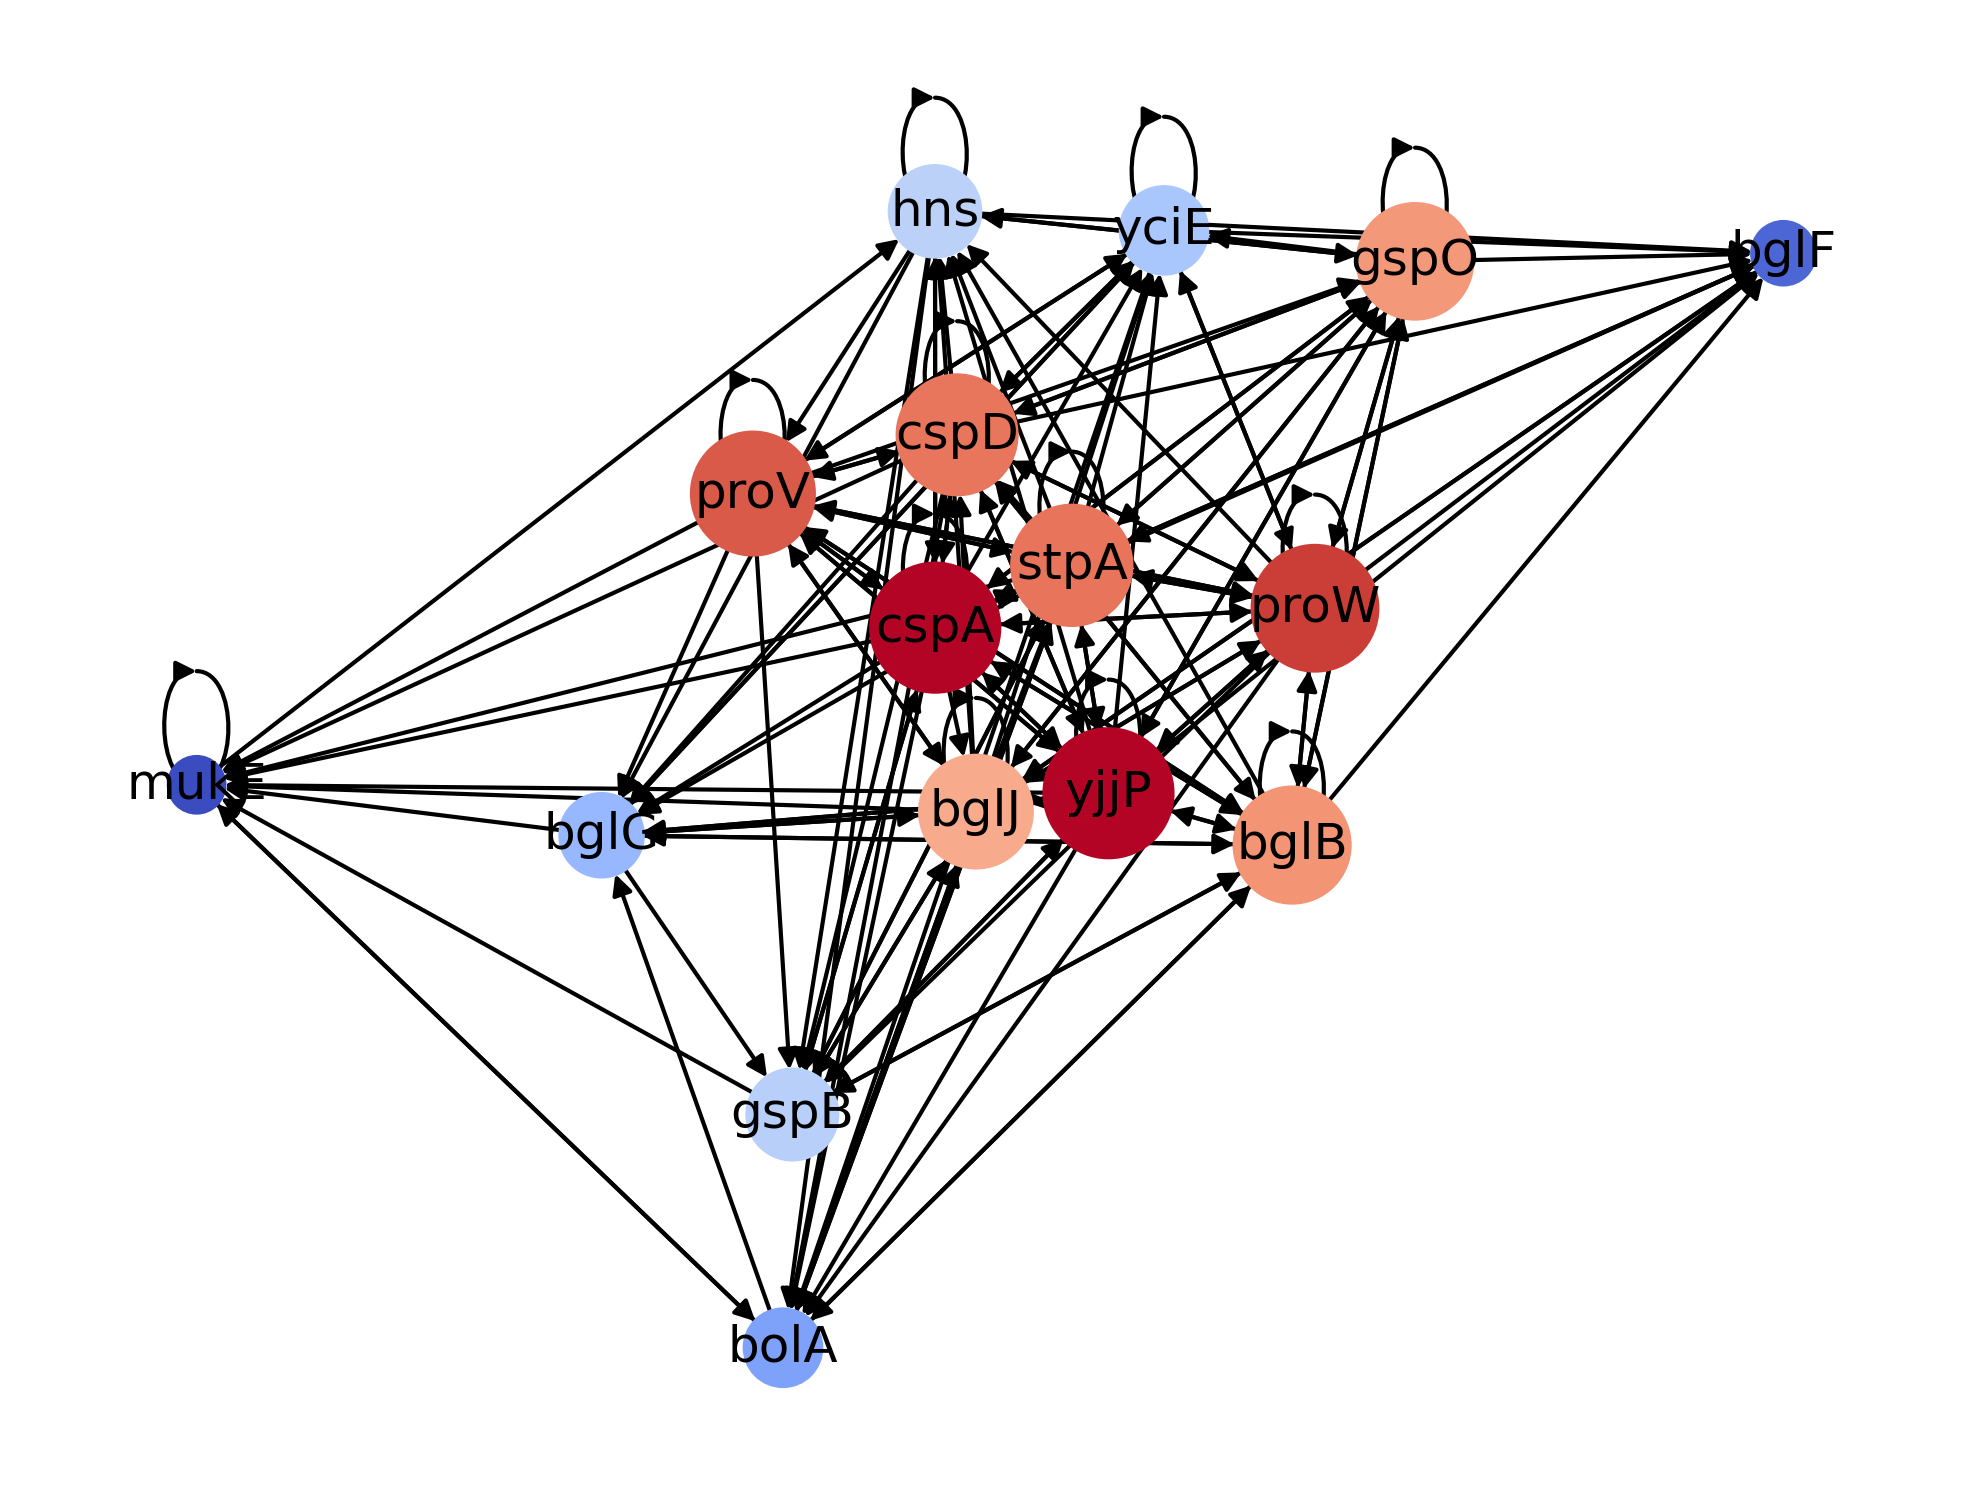 hns
yciE
gspO
bglF
cspD
proV
stpA
proW
cspA
mukE
bglJ
yjjP
bglG
bglB
gspB
bolA